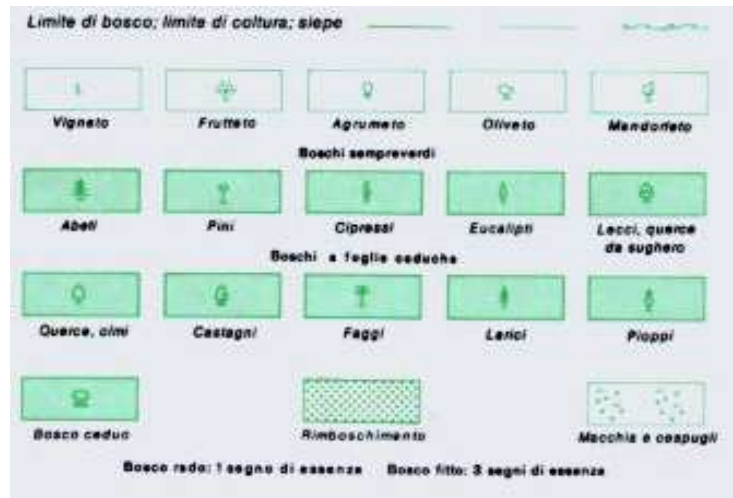 Limite di bosco; limite di coltura; siepe
Vigneto Frutteto Agrumeto Oliveto Mandorleto
Boschi sempreverdi
Abeti Pini Cipressi Eucalipti Lecci, querce da sughero
Boschi a foglie caduche
Querce, olmi Castagni Faggi Larici Pioppi
Bosco ceduo Rimboschimento Macchia e cespugli
Bosco rado: 1 segno di essenza Bosco fitto: 3 segni di essenza